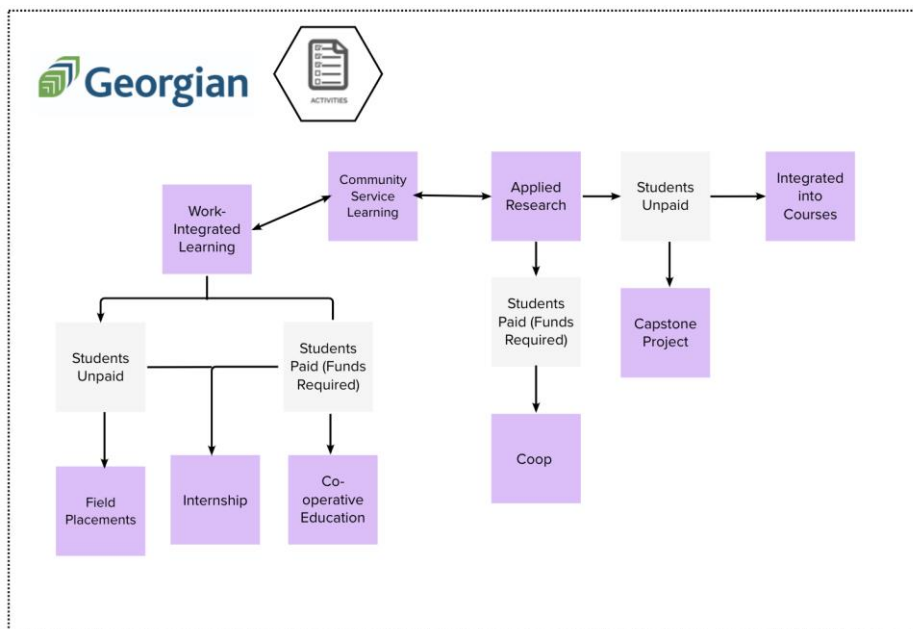 Georgian
ACTIVITIES
Community
Service
Learning
Applied
Research
Students
Unpaid
Integrated
into
Courses
Work-
Integrated
Learning
Students
Paid (Funds
Required)
Capstone
Project
Students
Unpaid
Students
Paid (Funds
Required)
Coop
Field
Placements
Internship
Co-
operative
Education